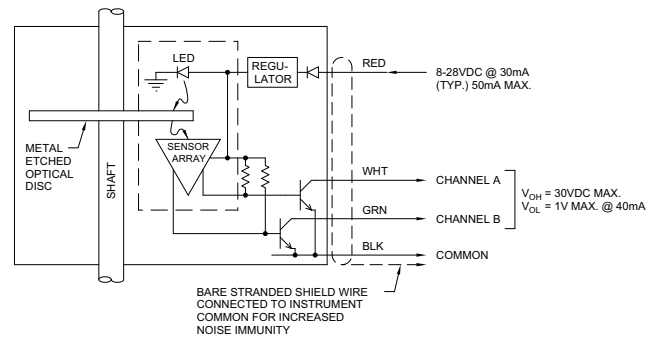 LED
REGU-
LATOR
RED
8-28VDC @ 30mA
(TYP.) 50mA MAX.
METAL
ETCHED
OPTICAL
DISC
SHAFT
SENSOR
ARRAY
WHT
CHANNEL A
GRN
CHANNEL B
VOH = 30VDC MAX.
VOL = 1V MAX. @ 40mA
BLK
COMMON
BARE STRANDED SHIELD WIRE
CONNECTED TO INSTRUMENT
COMMON FOR INCREASED
NOISE IMMUNITY